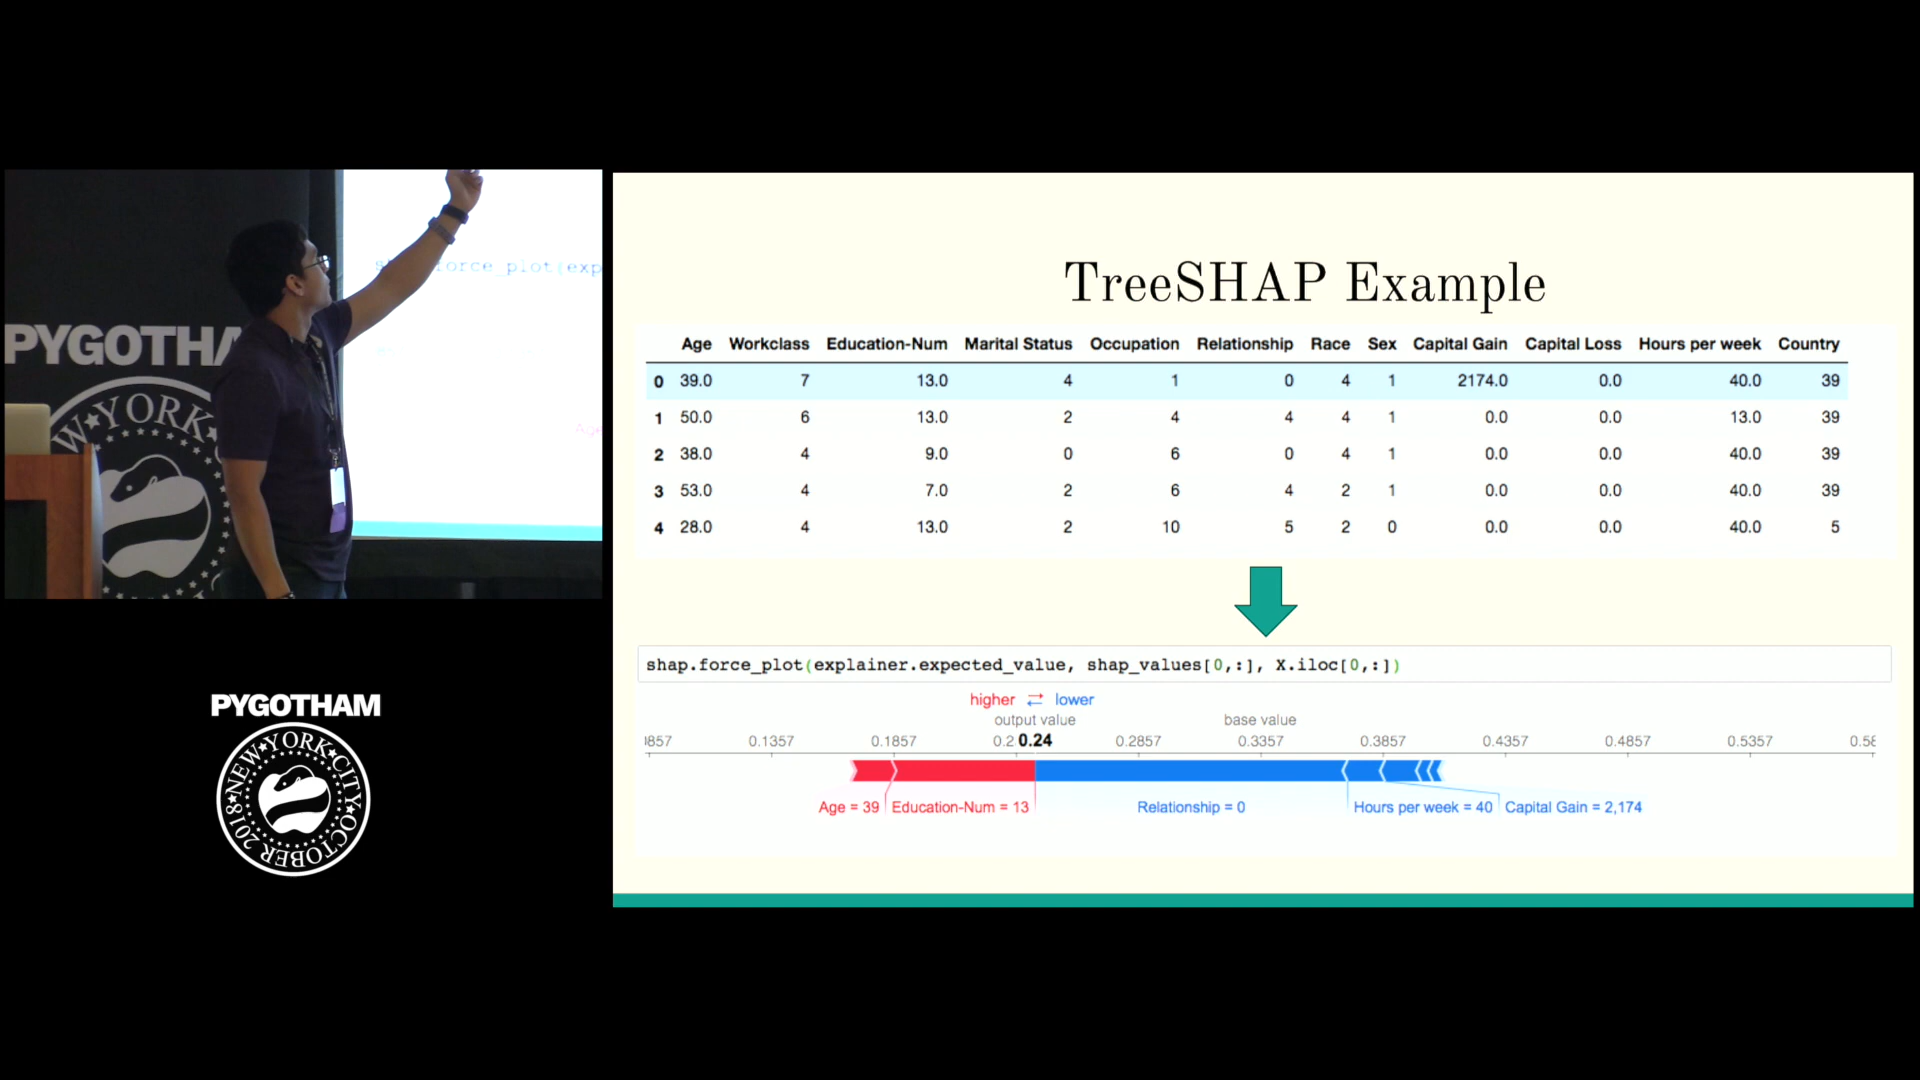 force_plot(exp
PYGOTHA
W★YORK
Age
PYGOTHAM
NEW★YORK★CITY★OCTOBER 2018★
TreeSHAP Example
Age Workclass Education-Num Marital Status Occupation Relationship Race Sex Capital Gain Capital Loss Hours per week Country
0 39.0 7 13.0 4 1 0 4 1 2174.0 0.0 40.0 39
1 50.0 6 13.0 2 4 4 4 1 0.0 0.0 13.0 39
2 38.0 4 9.0 0 6 0 4 1 0.0 0.0 40.0 39
3 53.0 4 7.0 2 6 4 2 1 0.0 0.0 40.0 39
4 28.0 4 13.0 2 10 5 2 0 0.0 0.0 40.0 5
shap.force_plot(explainer.expected_value, shap_values[0,:], X.iloc[0,:])
higher ⇄ lower
output value base value
0.1357 0.1857 0.2 0.24 0.2857 0.3357 0.3857 0.4357 0.4857 0.5357
Age = 39 Education-Num = 13 Relationship = 0 Hours per week = 40 Capital Gain = 2,174